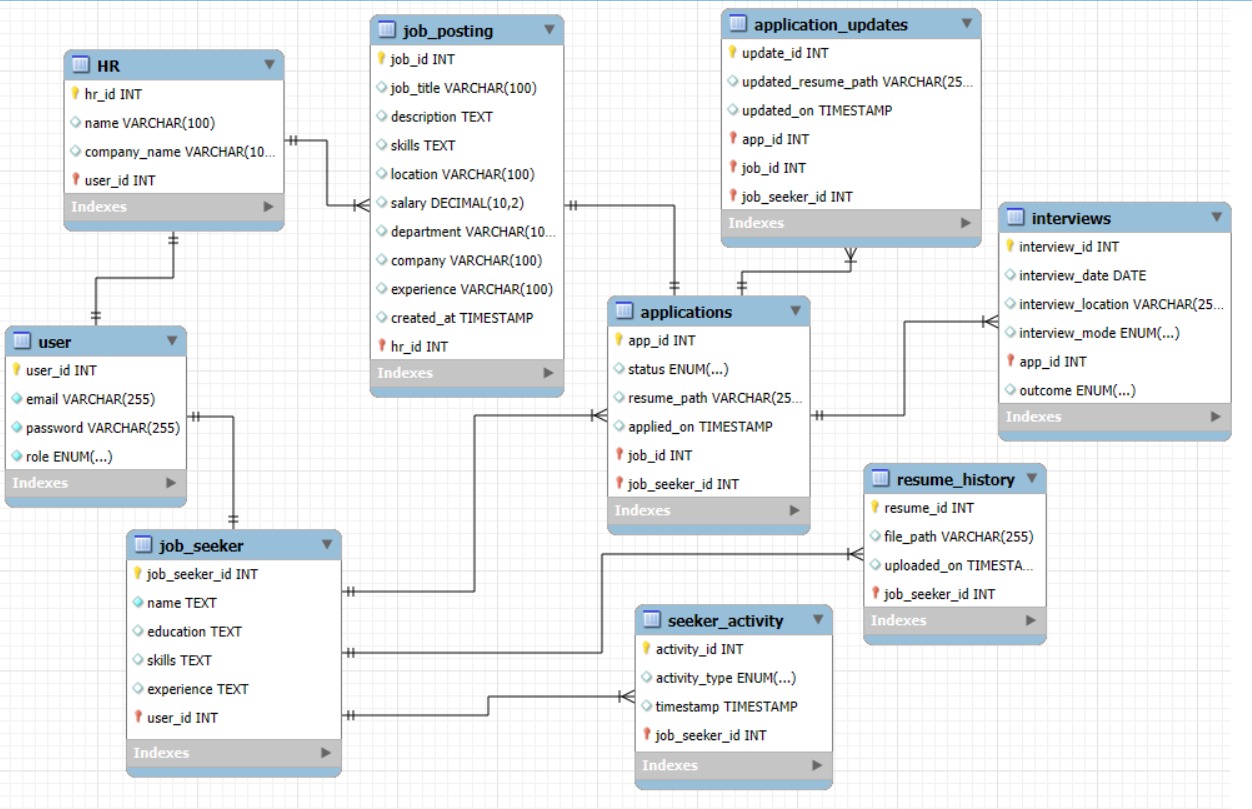 HR
hr_id INT
name VARCHAR(100)
company_name VARCHAR(10...
user_id INT
Indexes
job_posting
job_id INT
job_title VARCHAR(100)
description TEXT
skills TEXT
location VARCHAR(100)
salary DECIMAL(10,2)
department VARCHAR(10...
company VARCHAR(100)
experience VARCHAR(100)
created_at TIMESTAMP
hr_id INT
Indexes
application_updates
update_id INT
updated_resume_path VARCHAR(25...
updated_on TIMESTAMP
app_id INT
job_id INT
job_seeker_id INT
Indexes
interviews
interview_id INT
interview_date DATE
interview_location VARCHAR(25...
interview_mode ENUM(...)
app_id INT
outcome ENUM(...)
Indexes
user
user_id INT
email VARCHAR(255)
password VARCHAR(255)
role ENUM(...)
Indexes
applications
app_id INT
status ENUM(...)
resume_path VARCHAR(25...
applied_on TIMESTAMP
job_id INT
job_seeker_id INT
Indexes
resume_history
resume_id INT
file_path VARCHAR(255)
uploaded_on TIMESTA...
job_seeker_id INT
Indexes
job_seeker
job_seeker_id INT
name TEXT
education TEXT
skills TEXT
experience TEXT
user_id INT
Indexes
seeker_activity
activity_id INT
activity_type ENUM(...)
timestamp TIMESTAMP
job_seeker_id INT
Indexes